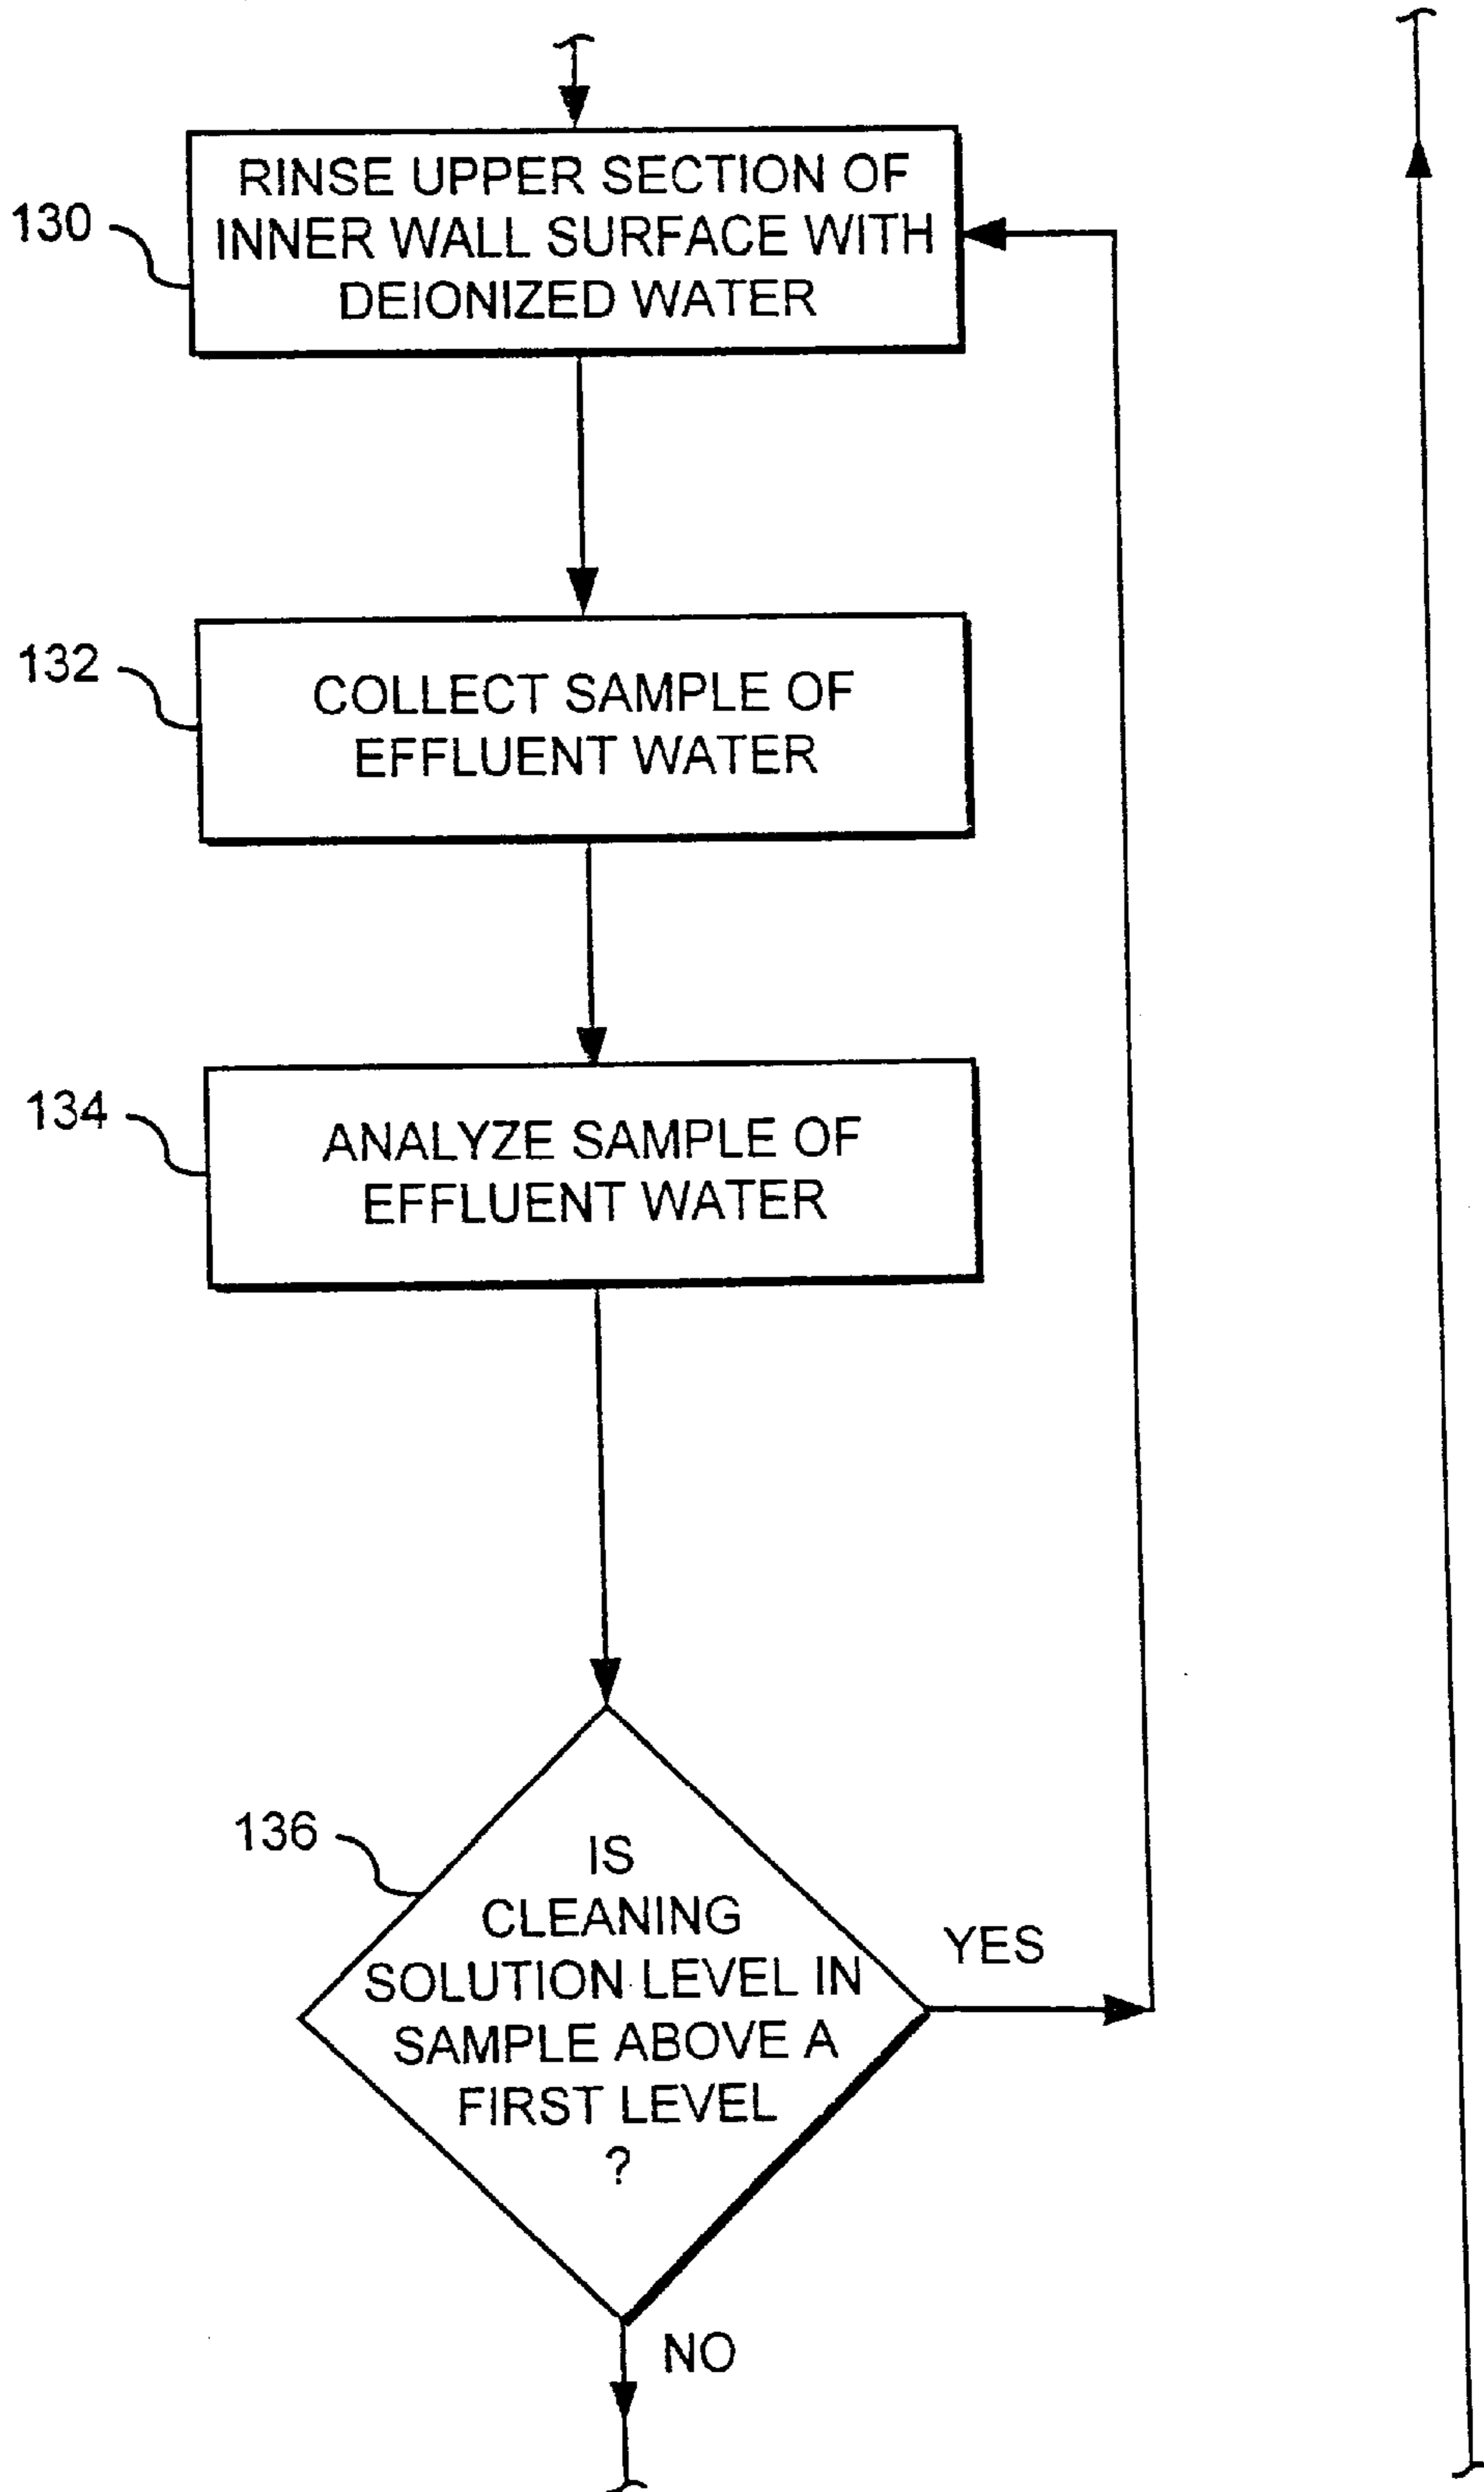 130
RINSE UPPER SECTION OF
INNER WALL SURFACE WITH
DEIONIZED WATER
132
COLLECT SAMPLE OF
EFFLUENT WATER
134
ANALYZE SAMPLE OF
EFFLUENT WATER
136
IS
CLEANING
SOLUTION LEVEL IN
SAMPLE ABOVE A
FIRST LEVEL
?
YES
NO